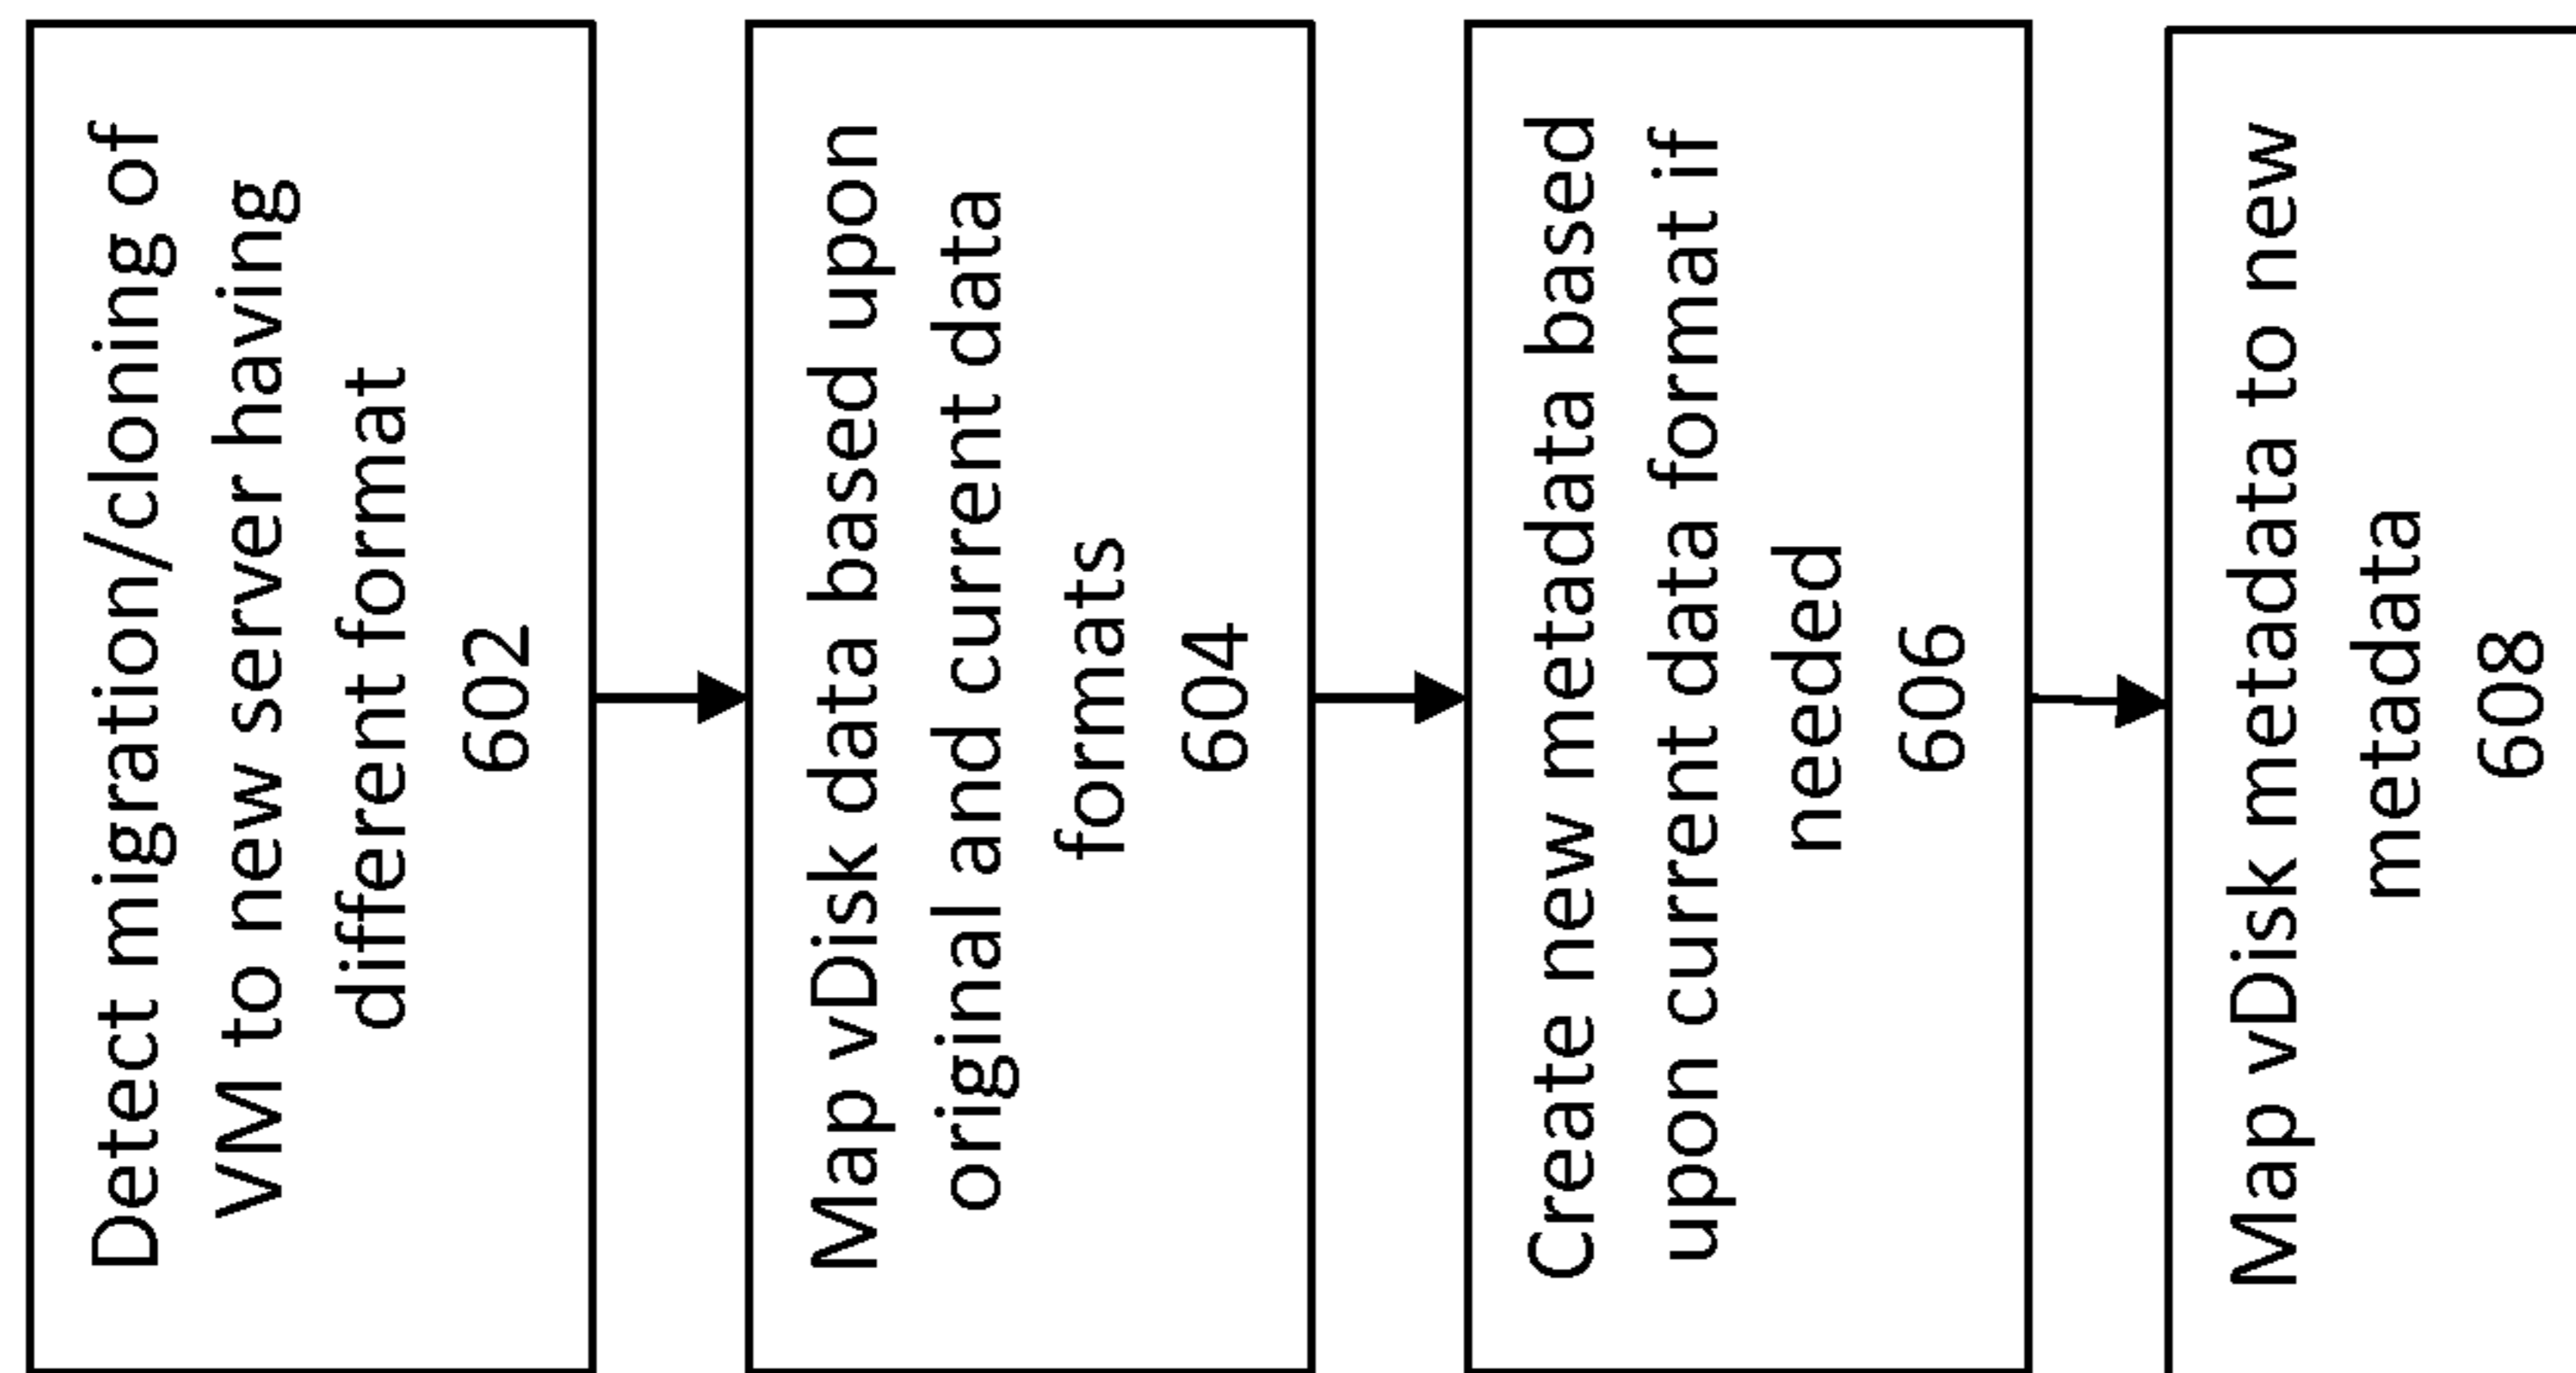 Detect migration/cloning of
VM to new server having
different format
602
Map vDisk data based upon
original and current data
formats
604
Create new metadata based
upon current data format if
needed
606
Map vDisk metadata to new
metadata
608